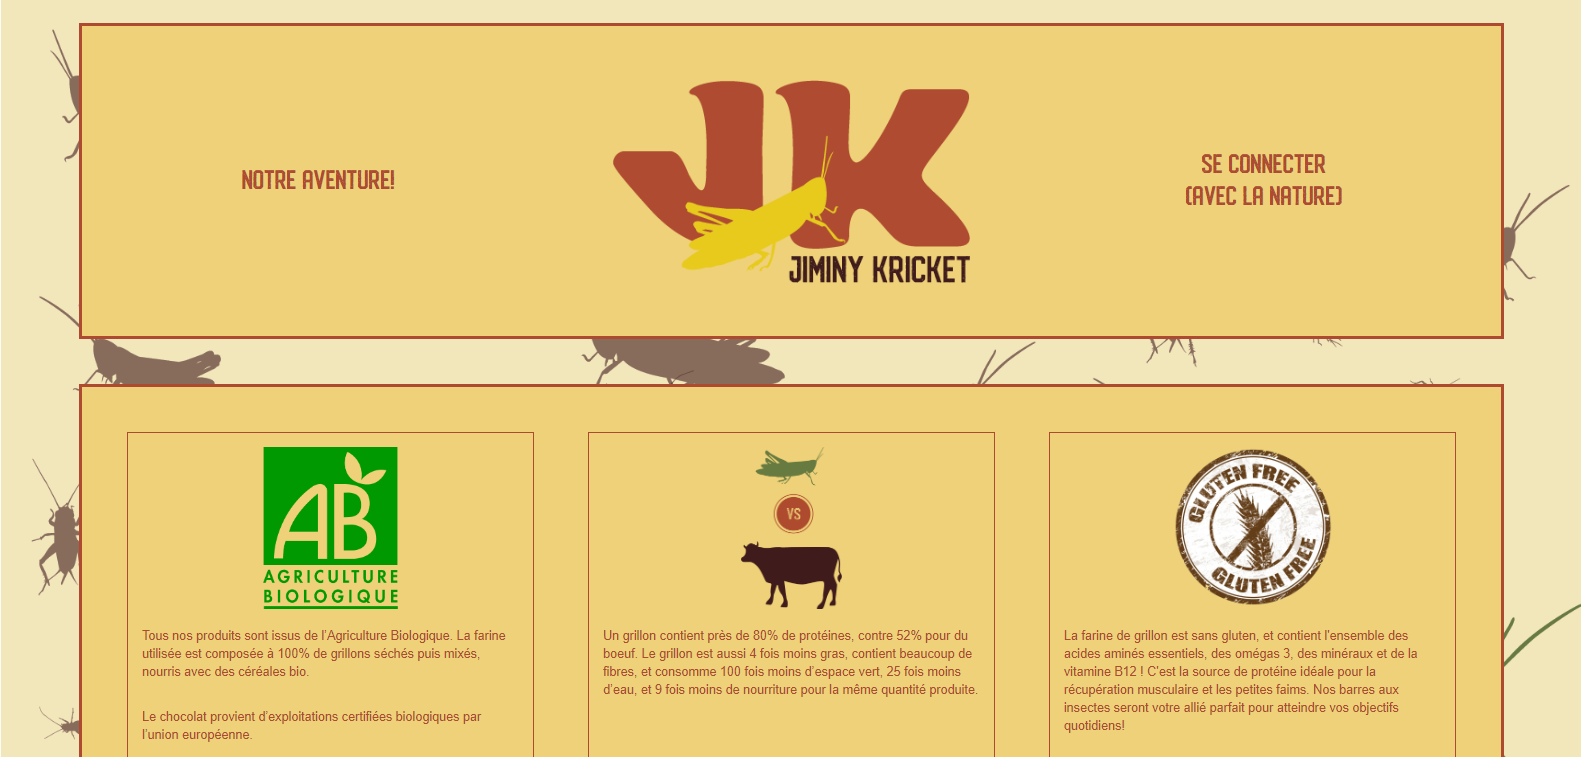 NOTRE AVENTURE!
JK
JIMINY KRICKET
SE CONNECTER
(AVEC LA NATURE)
AB
AGRICULTURE
BIOLOGIQUE
Tous nos produits sont issus de l'Agriculture Biologique. La farine
utilisée est composée à 100% de grillons séchés puis mixés,
nourris avec des céréales bio.
Le chocolat provient d'exploitations certifiées biologiques par
l'union européenne.
VS
Un grillon contient près de 80% de protéines, contre 52% pour du
boeuf. Le grillon est aussi 4 fois moins gras, contient beaucoup de
fibres, et consomme 100 fois moins d'espace vert, 25 fois moins
d'eau, et 9 fois moins de nourriture pour la même quantité produite.
GLUTEN FREE
GLUTEN FREE
La farine de grillon est sans gluten, et contient l'ensemble des
acides aminés essentiels, des omégas 3, des minéraux et de la
vitamine B12 ! C'est la source de protéine idéale pour la
récupération musculaire et les petites faims. Nos barres aux
insectes seront votre allié parfait pour atteindre vos objectifs
quotidiens!